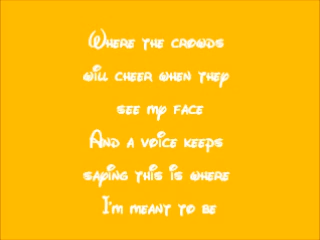 Where the crowds
will cheer when they
see my face
And a voice keeps
saying this is where
I'm meant to be